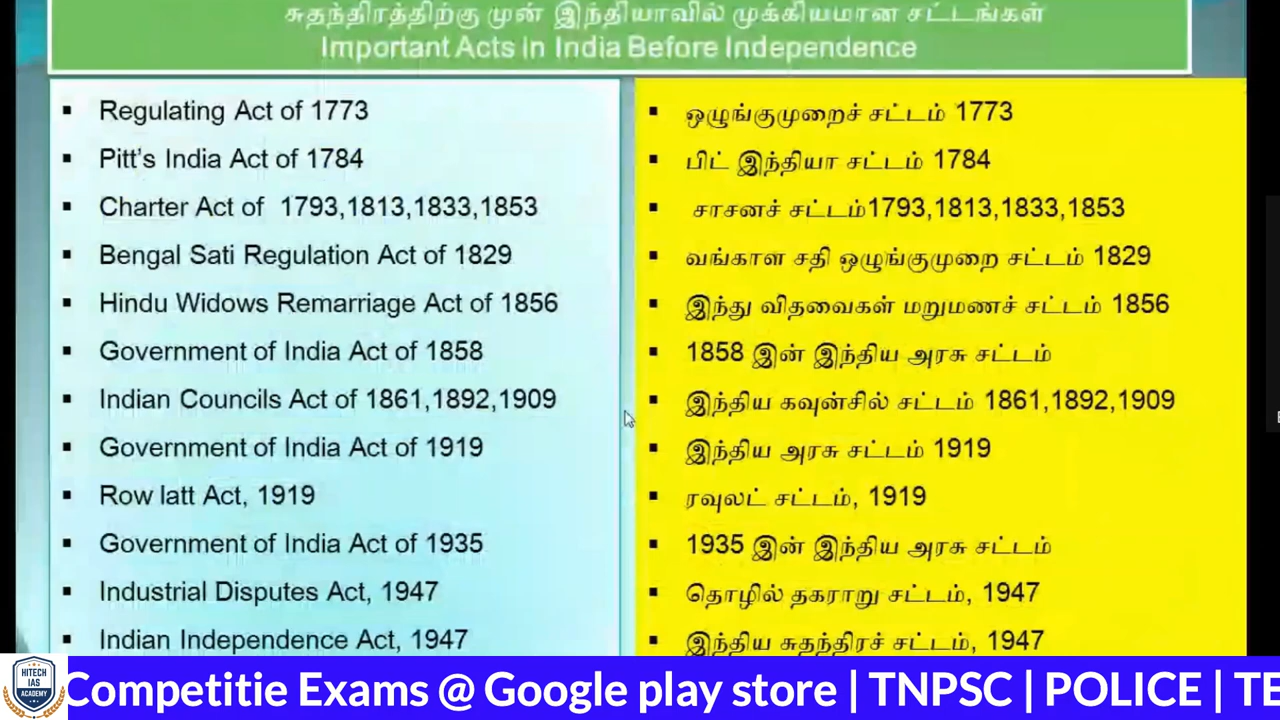 சுதந்திரத்திற்கு முன் இந்தியாவில் முக்கியமான சட்டங்கள்
Important Acts in India Before Independence
▪ Regulating Act of 1773
▪ Pitt's India Act of 1784
▪ Charter Act of 1793,1813,1833,1853
▪ Bengal Sati Regulation Act of 1829
▪ Hindu Widows Remarriage Act of 1856
▪ Government of India Act of 1858
▪ Indian Councils Act of 1861,1892,1909
▪ Government of India Act of 1919
▪ Row latt Act, 1919
▪ Government of India Act of 1935
▪ Industrial Disputes Act, 1947
▪ Indian Independence Act, 1947
▪ ஒழுங்குமுறைச் சட்டம் 1773
▪ பிட் இந்தியா சட்டம் 1784
▪ சாசனச் சட்டம்1793,1813,1833,1853
▪ வங்காள சதி ஒழுங்குமுறை சட்டம் 1829
▪ இந்து விதவைகள் மறுமணச் சட்டம் 1856
▪ 1858 இன் இந்திய அரசு சட்டம்
▪ இந்திய கவுன்சில் சட்டம் 1861,1892,1909
▪ இந்திய அரசு சட்டம் 1919
▪ ரவுலட் சட்டம், 1919
▪ 1935 இன் இந்திய அரசு சட்டம்
▪ தொழில் தகராறு சட்டம், 1947
▪ இந்திய சுதந்திரச் சட்டம், 1947
HITECH
IAS
ACADEMY
Competitie Exams @ Google play store | TNPSC | POLICE | TE